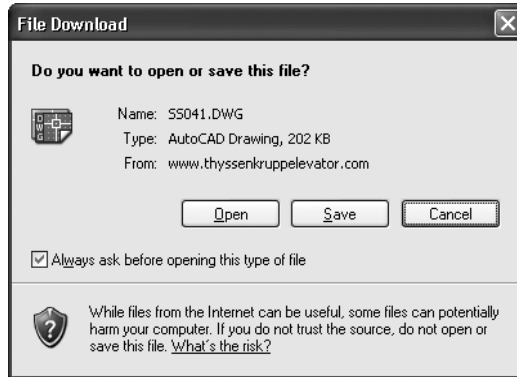 File Download
Do you want to open or save this file?
Name: SS041.DWG
Type: AutoCAD Drawing, 202 KB
From: www.thyssenkruppelevator.com
Open Save Cancel
Always ask before opening this type of file
While files from the Internet can be useful, some files can potentially
harm your computer. If you do not trust the source, do not open or
save this file. What's the risk?